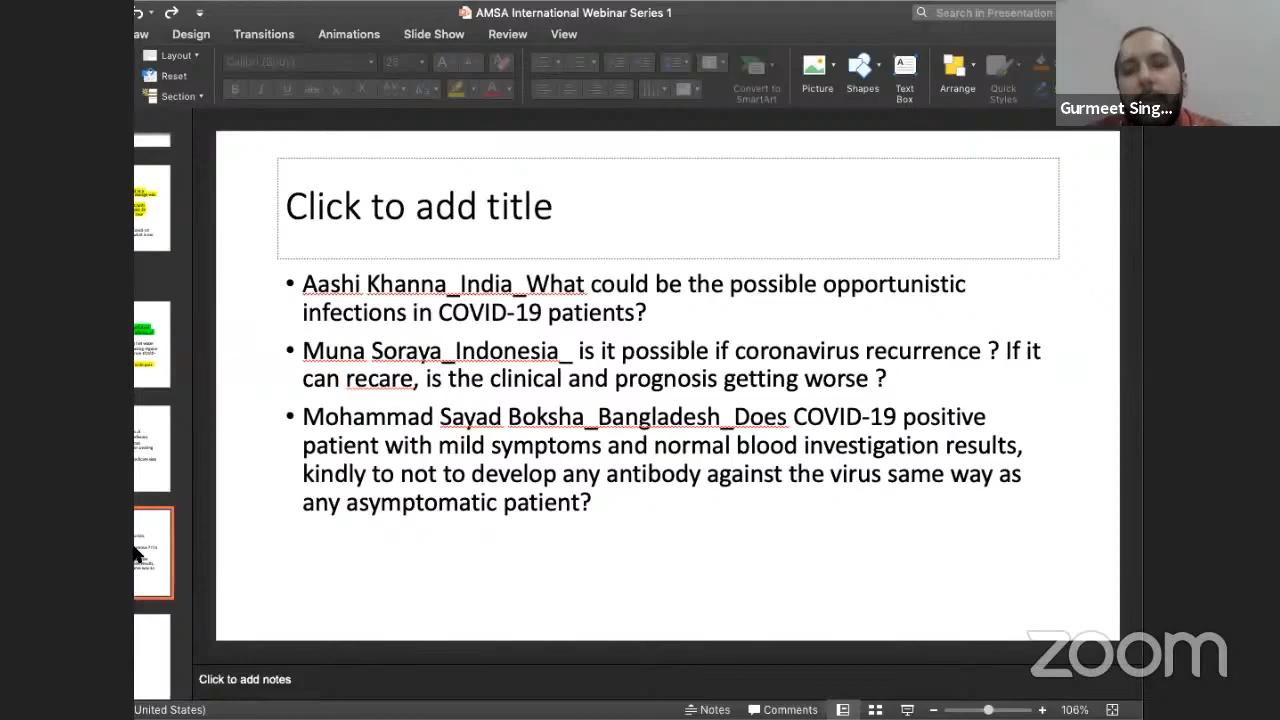 AMSA International Webinar Series 1
Search in Presentation
aw Design Transitions Animations Slide Show Review View
Layout
Reset
Section
Calibri (Body) 28
Convert to
SmartArt
Picture
Shapes
Text
Box
Arrange
Quick
Styles
Gurmeet Sing...
Click to add title
• Aashi Khanna_India_What could be the possible opportunistic
infections in COVID-19 patients?
• Muna Soraya_Indonesia_ is it possible if coronavirus recurrence ? If it
can recare, is the clinical and prognosis getting worse ?
• Mohammad Sayad Boksha_Bangladesh_Does COVID-19 positive
patient with mild symptoms and normal blood investigation results,
kindly to not to develop any antibody against the virus same way as
any asymptomatic patient?
zoom
Click to add notes
United States)
Notes
Comments
106%